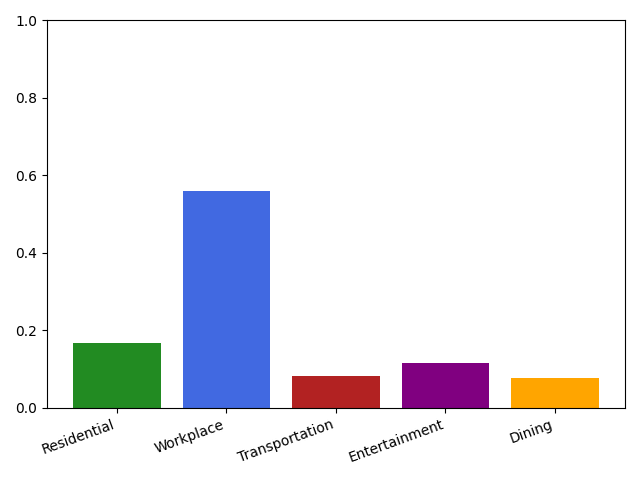 1.0
0.8
0.6
0.4
0.2
0.0
Residential
Workplace
Transportation
Entertainment
Dining